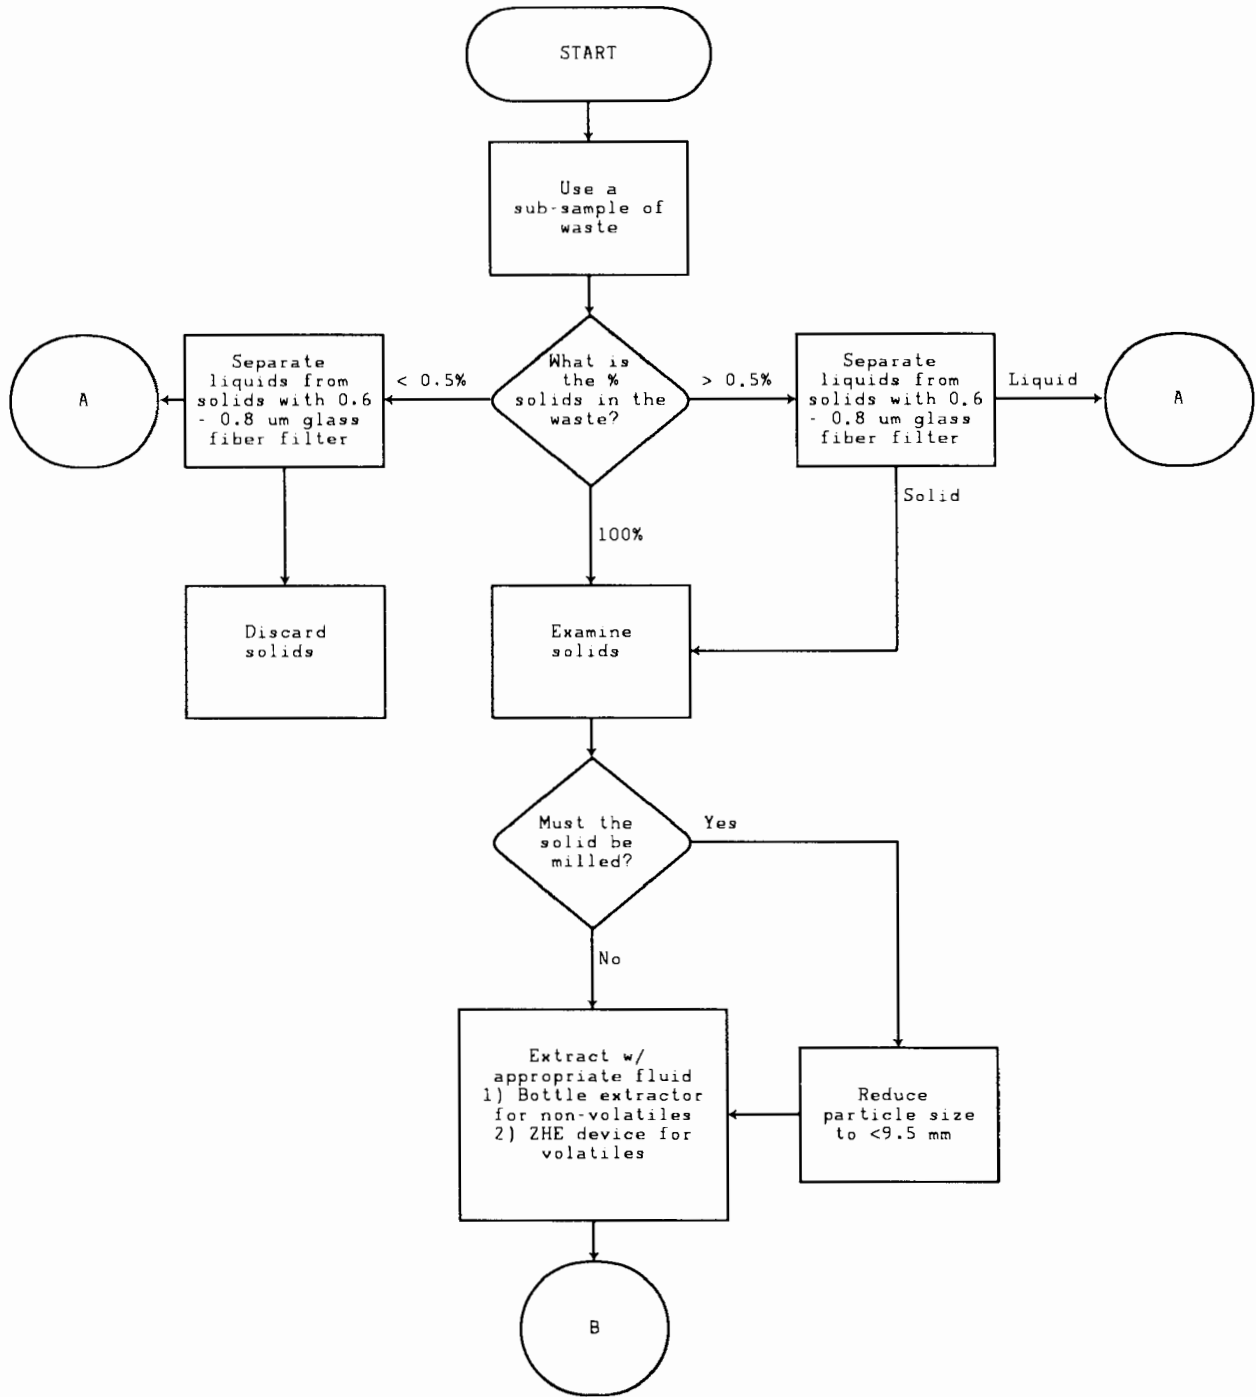 START
Use a
sub-sample of
waste
What is
the %
solids in the
waste?
< 0.5%
> 0.5%
100%
Separate
liquids from
solids with 0.6
- 0.8 um glass
fiber filter
A
Discard
solids
Separate
liquids from
solids with 0.6
- 0.8 um glass
fiber filter
Liquid
A
Solid
Examine
solids
Must the
solid be
milled?
Yes
No
Extract w/
appropriate fluid
1) Bottle extractor
for non-volatiles
2) ZHE device for
volatiles
Reduce
particle size
to <9.5 mm
B